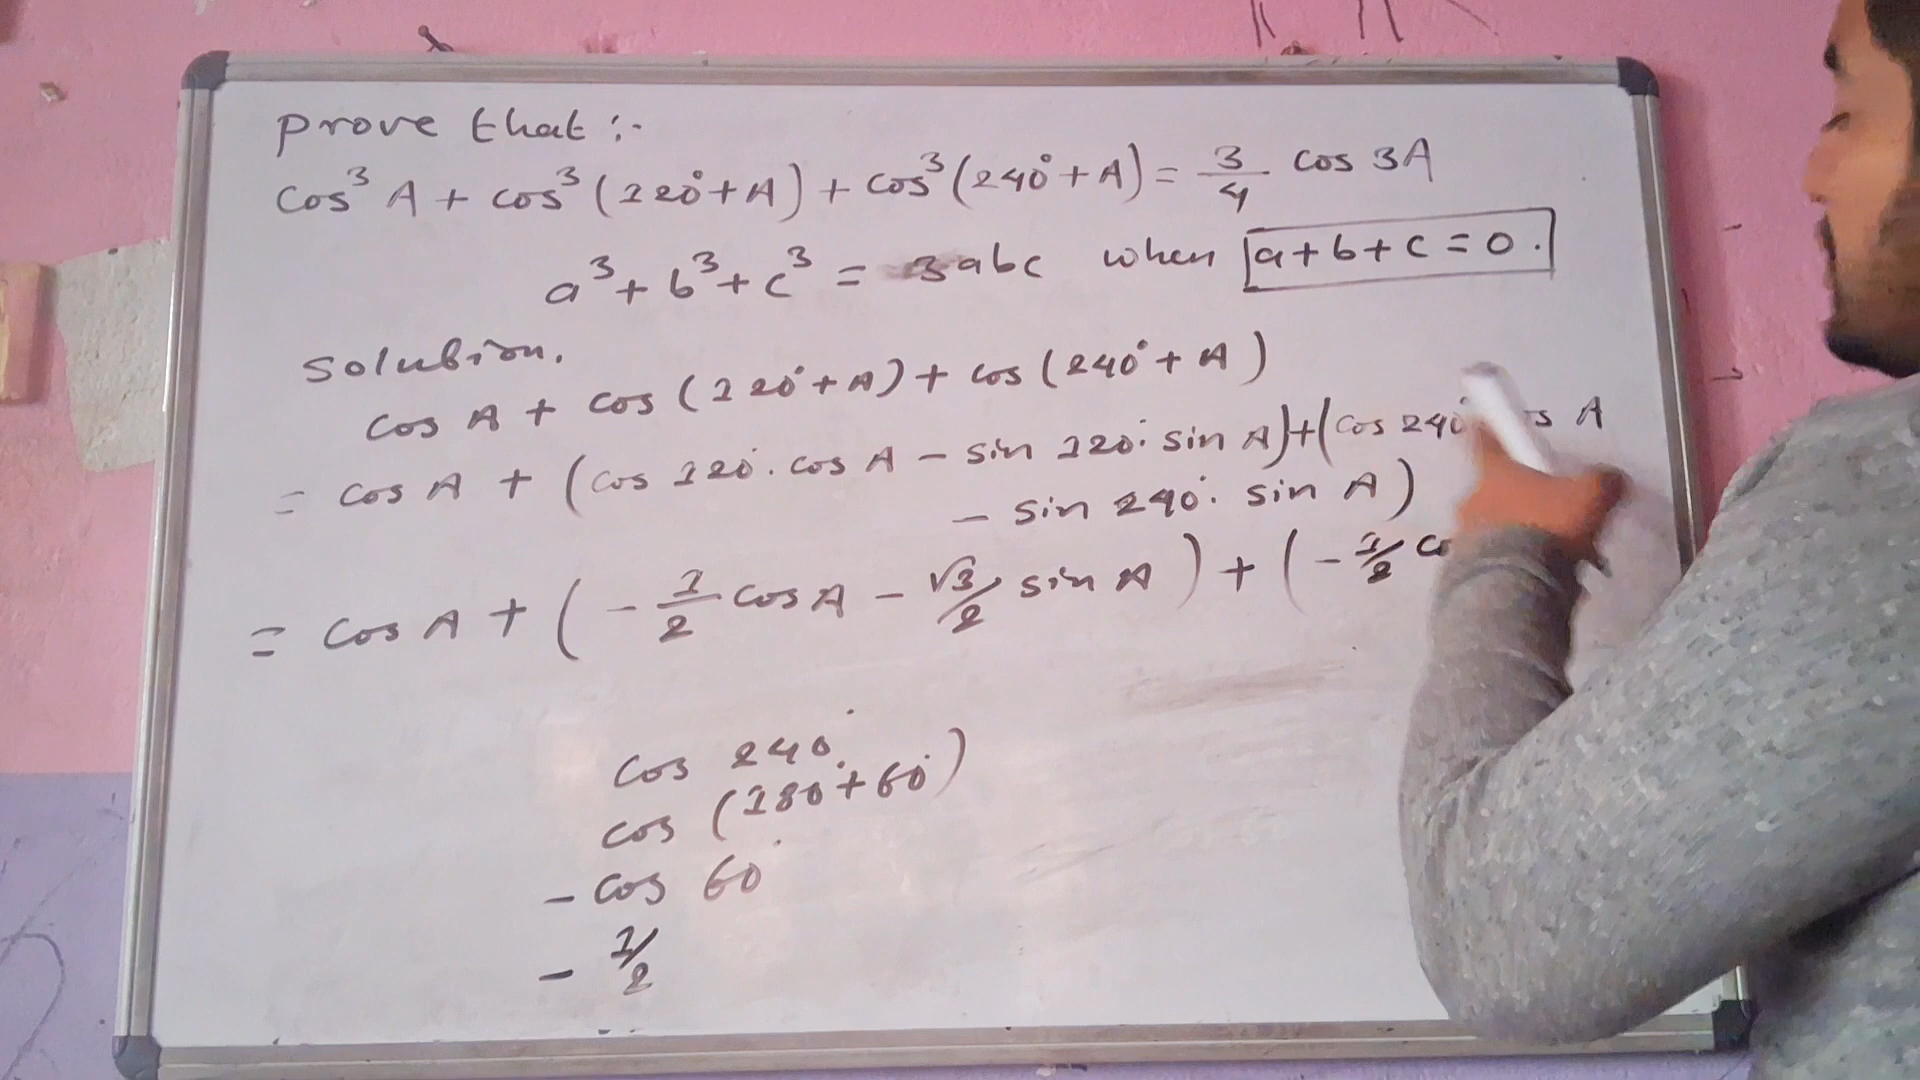 prove that :-
cos³ A + cos³ (120° + A) + cos³ (240° + A) = 3/4 cos 3A
a³ + b³ + c³ = 3abc when a + b + c = 0.
solution.
cos A + cos (120° + A) + cos (240° + A)
= cos A + (cos 120°. cos A - sin 120°. sin A) + (cos 240° A
- sin 240°. sin A)
= cos A + (- 1/2 cos A - √3/2 sin A) + (- 1/2
cos 240°
cos (180° + 60°)
- cos 60°
- 1/2